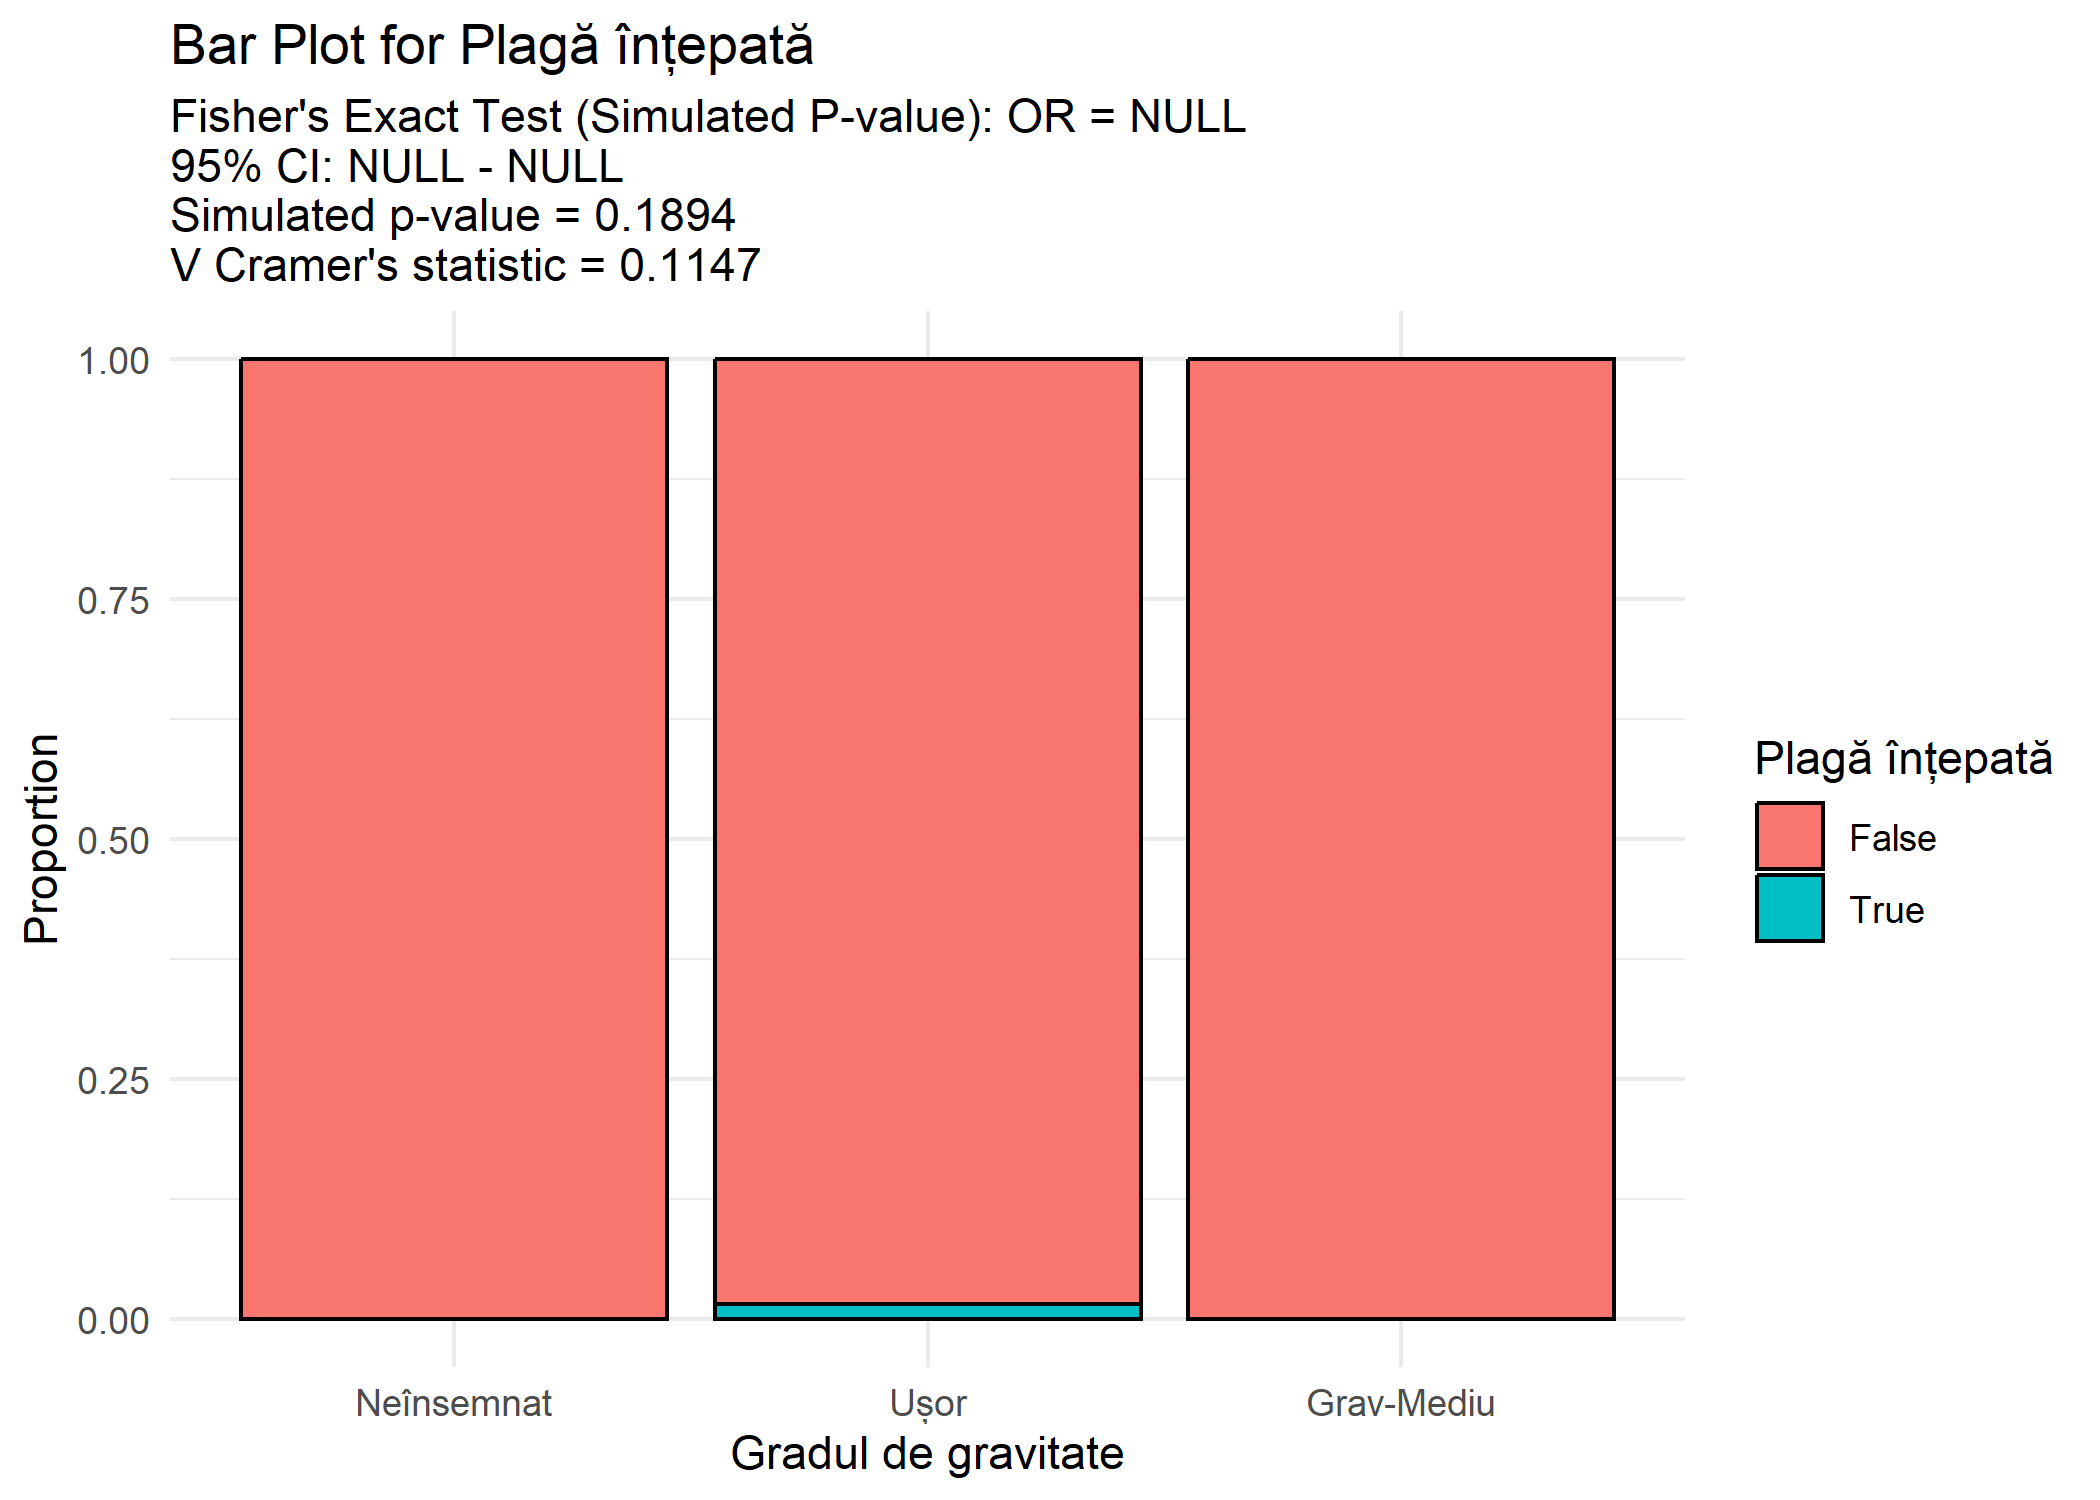 Bar Plot for Plagă înțepată
Fisher's Exact Test (Simulated P-value): OR = NULL
95% CI: NULL - NULL
Simulated p-value = 0.1894
V Cramer's statistic = 0.1147
1.00
0.75
0.50
0.25
0.00
Proportion
Neînsemnat
Ușor
Grav-Mediu
Gradul de gravitate
Plagă înțepată
False
True